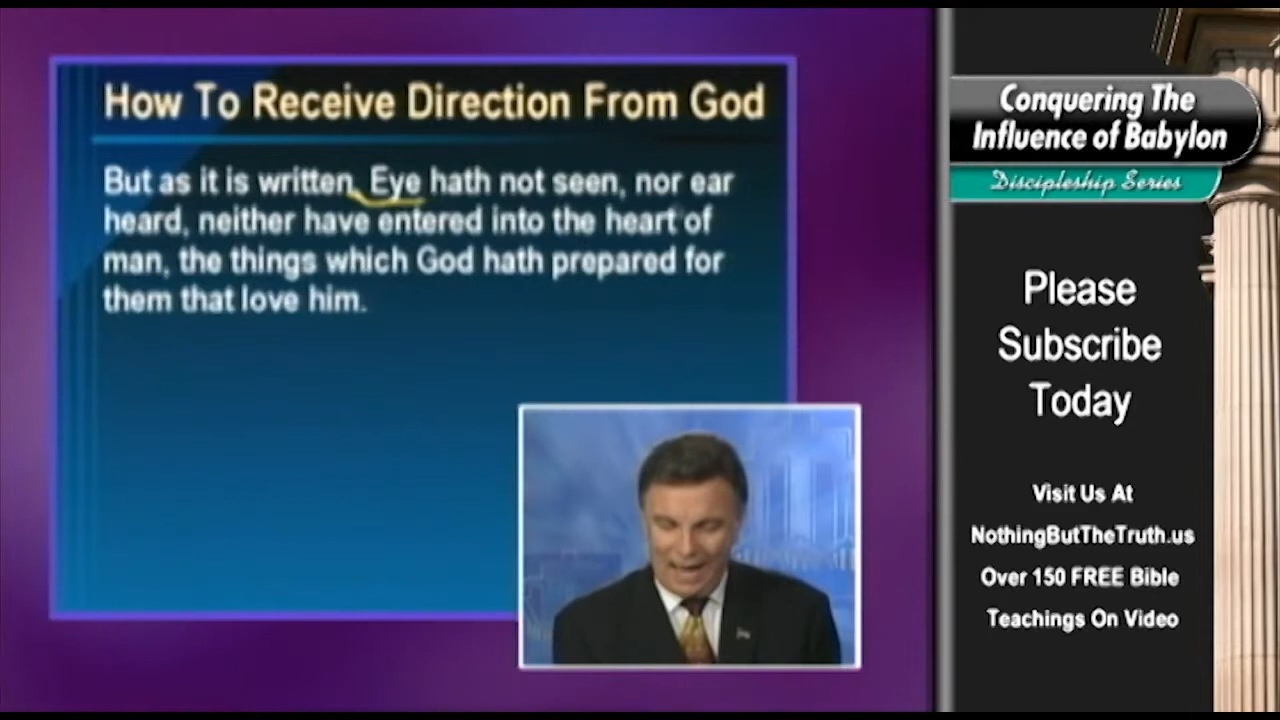 How To Receive Direction From God
But as it is written, Eye hath not seen, nor ear
heard, neither have entered into the heart of
man, the things which God hath prepared for
them that love him.
Conquering The
Influence of Babylon
Discipleship Series
Please
Subscribe
Today
Visit Us At
NothingButTheTruth.us
Over 150 FREE Bible
Teachings On Video